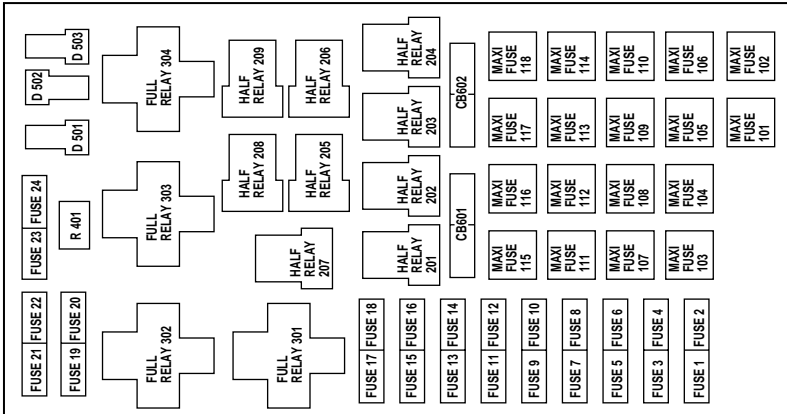 D 503
D 502
D 501
FULL
RELAY 304
HALF
RELAY 209
HALF
RELAY 206
HALF
RELAY
204
CB602
MAXI
FUSE
118
MAXI
FUSE
114
MAXI
FUSE
110
MAXI
FUSE
106
MAXI
FUSE
102
HALF
RELAY
203
MAXI
FUSE
117
MAXI
FUSE
113
MAXI
FUSE
109
MAXI
FUSE
105
MAXI
FUSE
101
FUSE 24
FUSE 23
R 401
FULL
RELAY 303
HALF
RELAY 208
HALF
RELAY 205
HALF
RELAY
202
CB601
MAXI
FUSE
116
MAXI
FUSE
112
MAXI
FUSE
108
MAXI
FUSE
104
HALF
RELAY
207
HALF
RELAY
201
MAXI
FUSE
115
MAXI
FUSE
111
MAXI
FUSE
107
MAXI
FUSE
103
FUSE 22
FUSE 21
FUSE 20
FUSE 19
FULL
RELAY 302
FULL
RELAY 301
FUSE 18
FUSE 17
FUSE 16
FUSE 15
FUSE 14
FUSE 13
FUSE 12
FUSE 11
FUSE 10
FUSE 9
FUSE 8
FUSE 7
FUSE 6
FUSE 5
FUSE 4
FUSE 3
FUSE 2
FUSE 1